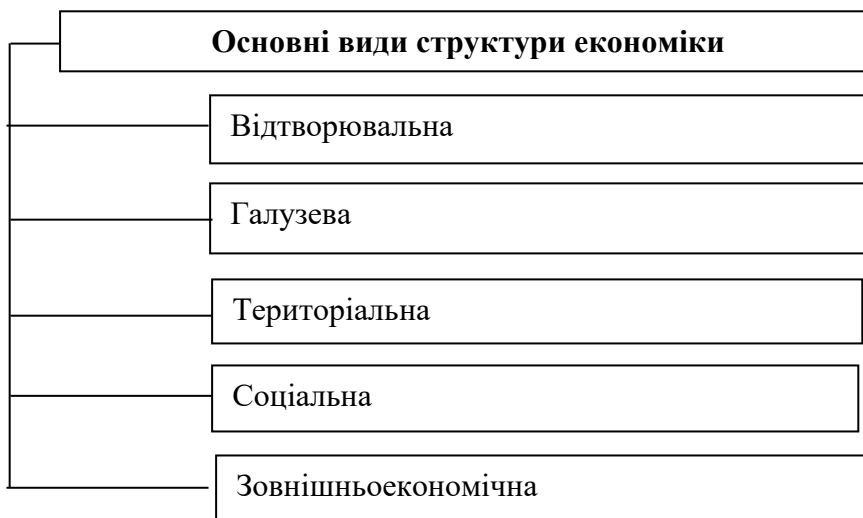 Основні види структури економіки
Відтворювальна
Галузева
Територіальна
Соціальна
Зовнішньоекономічна